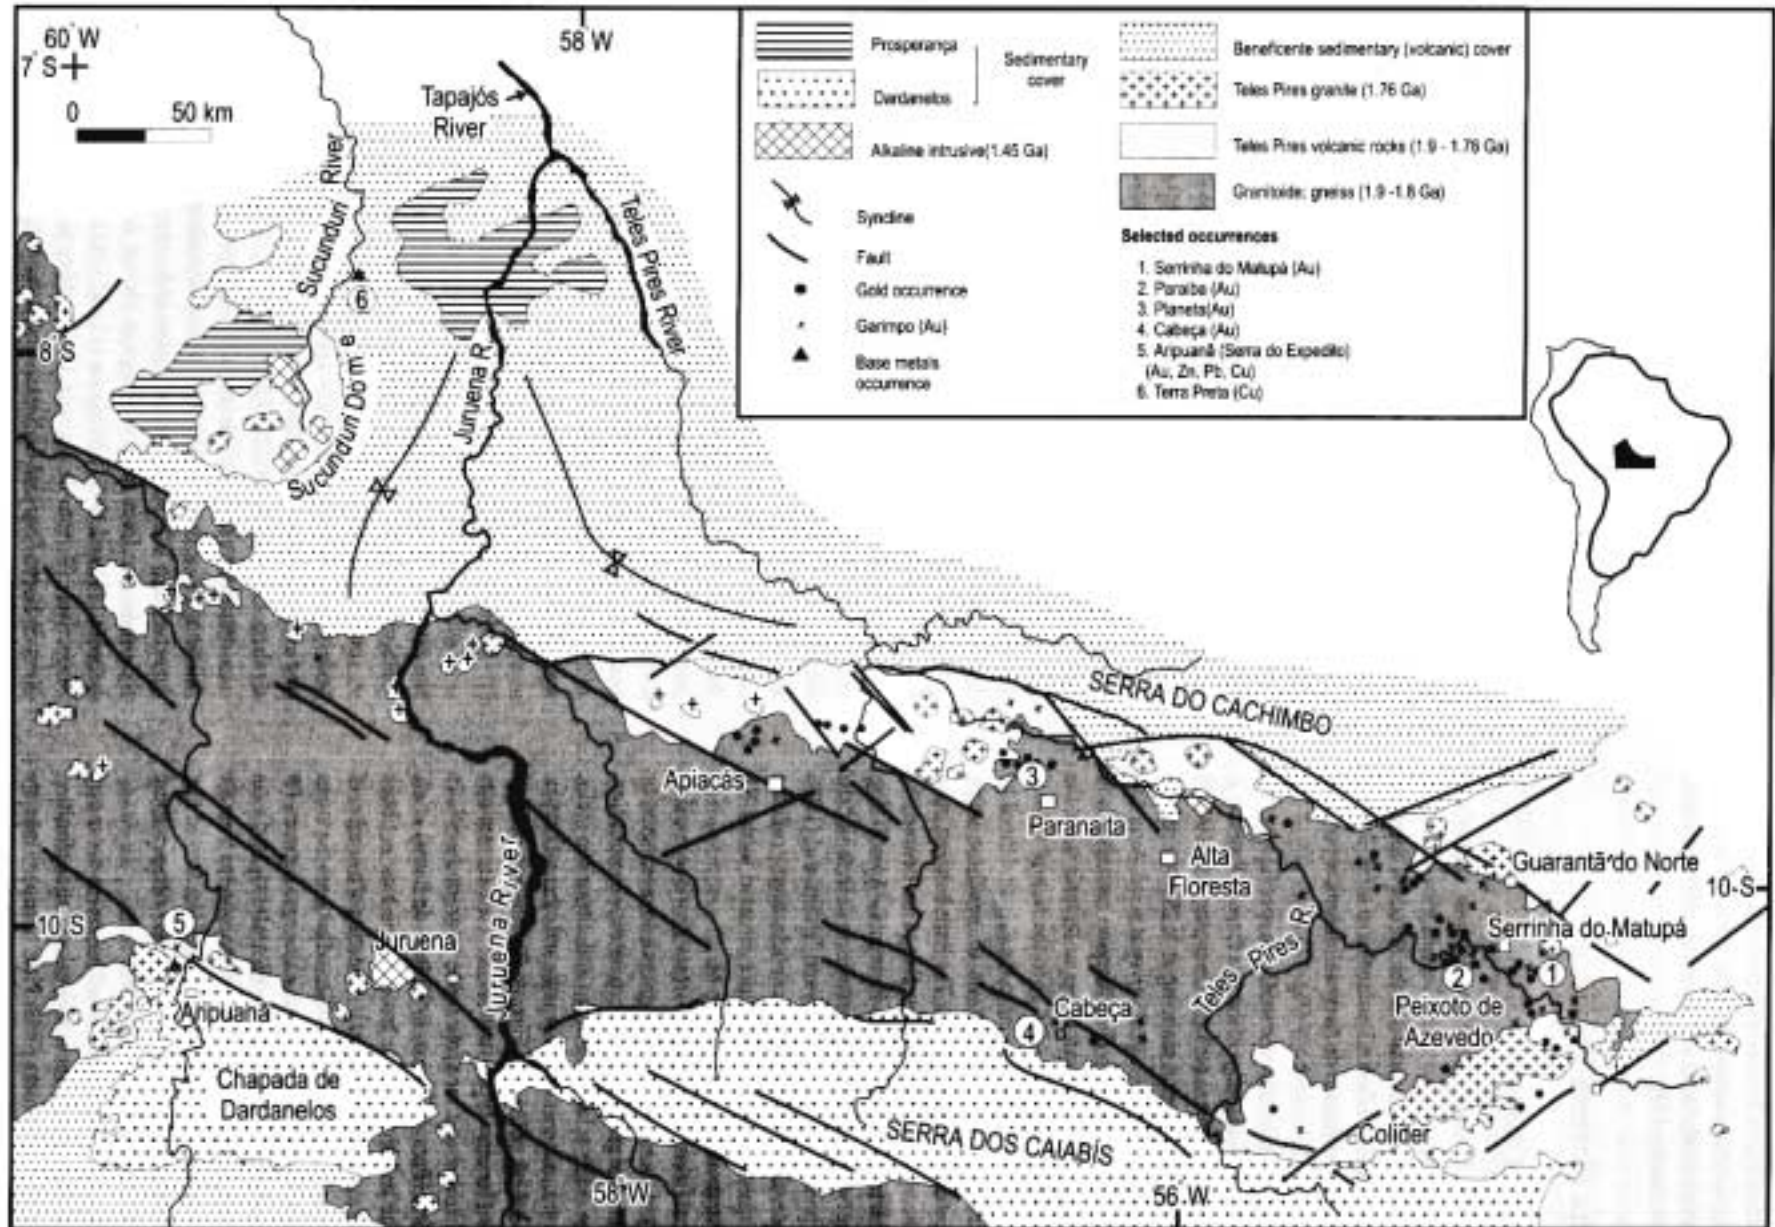 60°W
7°S
58°W
0 50 km
Tapajós
River
Sucunduri River
Teles Pires River
6
8°S
Sucunduri Dome
Juruena R.
Prosperança
Dardanelos
Sedimentary
cover
Alkaline intrusive(1.45 Ga)
Syncline
Fault
Gold occurrence
Garimpo (Au)
Base metals
occurrence
Beneficente sedimentary (volcanic) cover
Teles Pires granite (1.76 Ga)
Teles Pires volcanic rocks (1.9 - 1.76 Ga)
Granitoide; gneiss (1.9 -1.8 Ga)
Selected occurrences
1. Serrinha do Matupá (Au)
2. Paraíba (Au)
3. Planeta(Au)
4. Cabeça (Au)
5. Aripuanã (Serra do Expedito)
(Au, Zn, Pb, Cu)
6. Terra Preta (Cu)
SERRA DO CACHIMBO
Apiacás
3
Paranaita
Alta
Floresta
Guarantã do Norte
10°S
10°S
5
Juruena
Juruena River
Serrinha do Matupá
Teles Pires R.
2
1
Aripuanã
Cabeça
4
Peixoto de
Azevedo
Chapada de
Dardanelos
SERRA DOS CAIABÍS
Colider
58°W
56°W